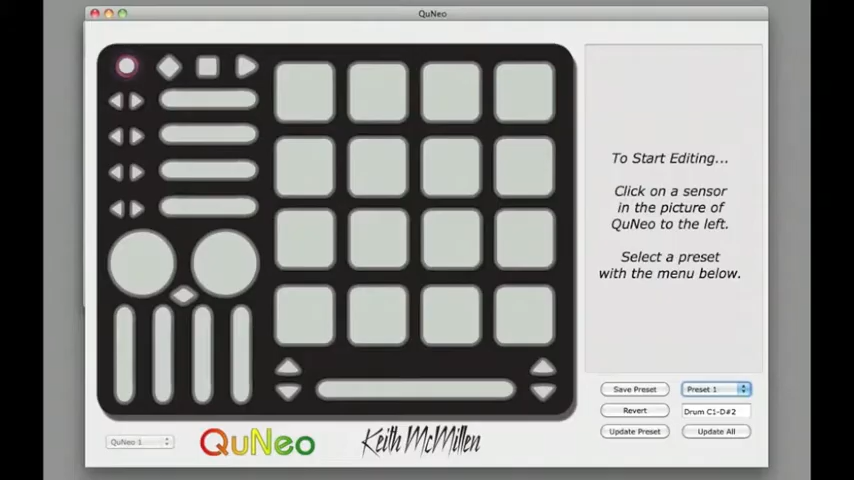 QuNeo
To Start Editing...
Click on a sensor
in the picture of
QuNeo to the left.
Select a preset
with the menu below.
Save Preset
Preset 1
Revert
Drum C1-D#2
Update Preset
Update All
QuNeo 1
QuNeo
Keith McMillen